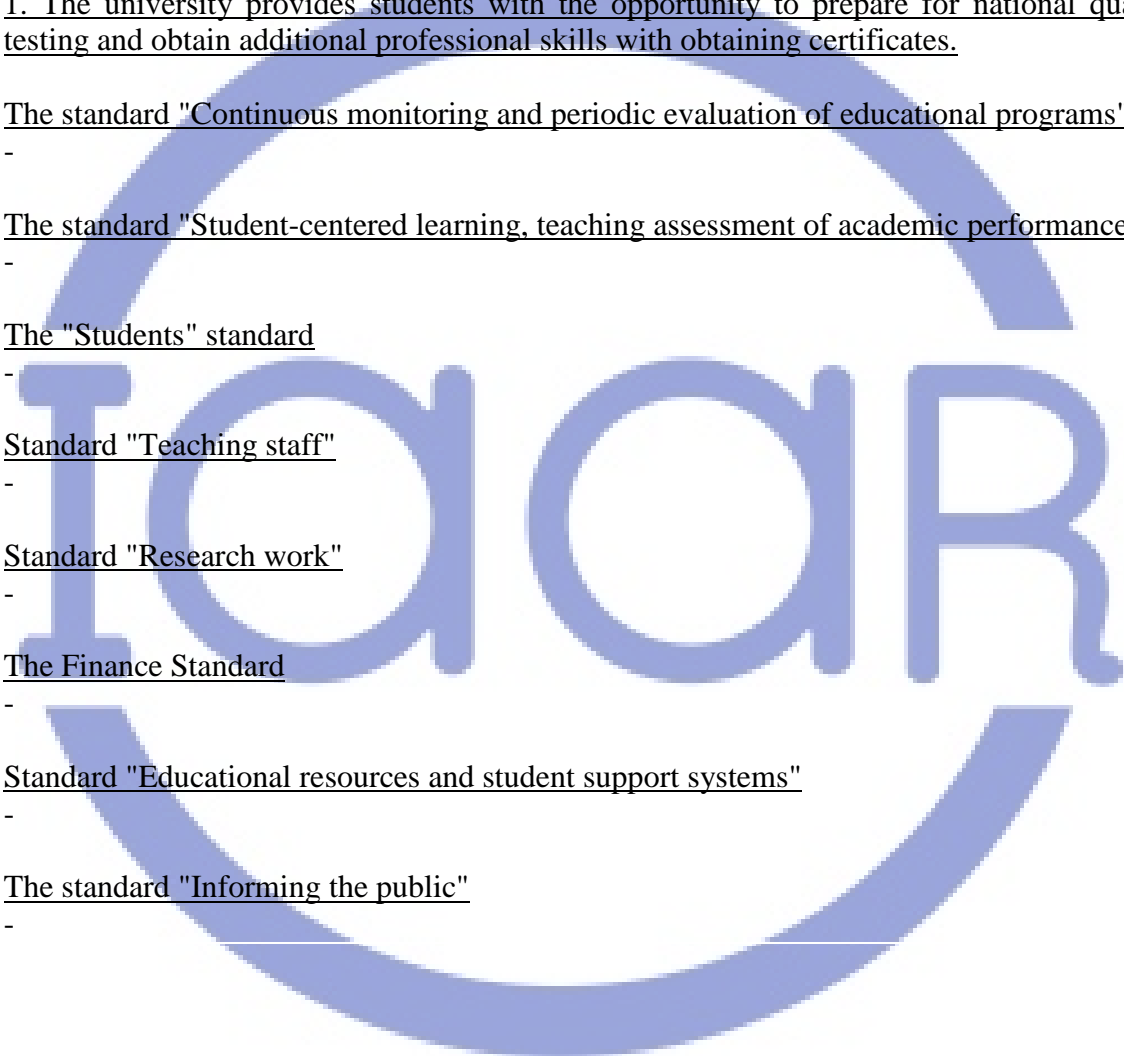 1. The university provides students with the opportunity to prepare for national
testing and obtain additional professional skills with obtaining certificates.
The standard "Continuous monitoring and periodic evaluation of educational programs"
-
The standard "Student-centered learning, teaching assessment of academic performance
-
The "Students" standard
-
Standard "Teaching staff"
-
Standard "Research work"
-
The Finance Standard
-
Standard "Educational resources and student support systems"
-
The standard "Informing the public"
-
IaaR